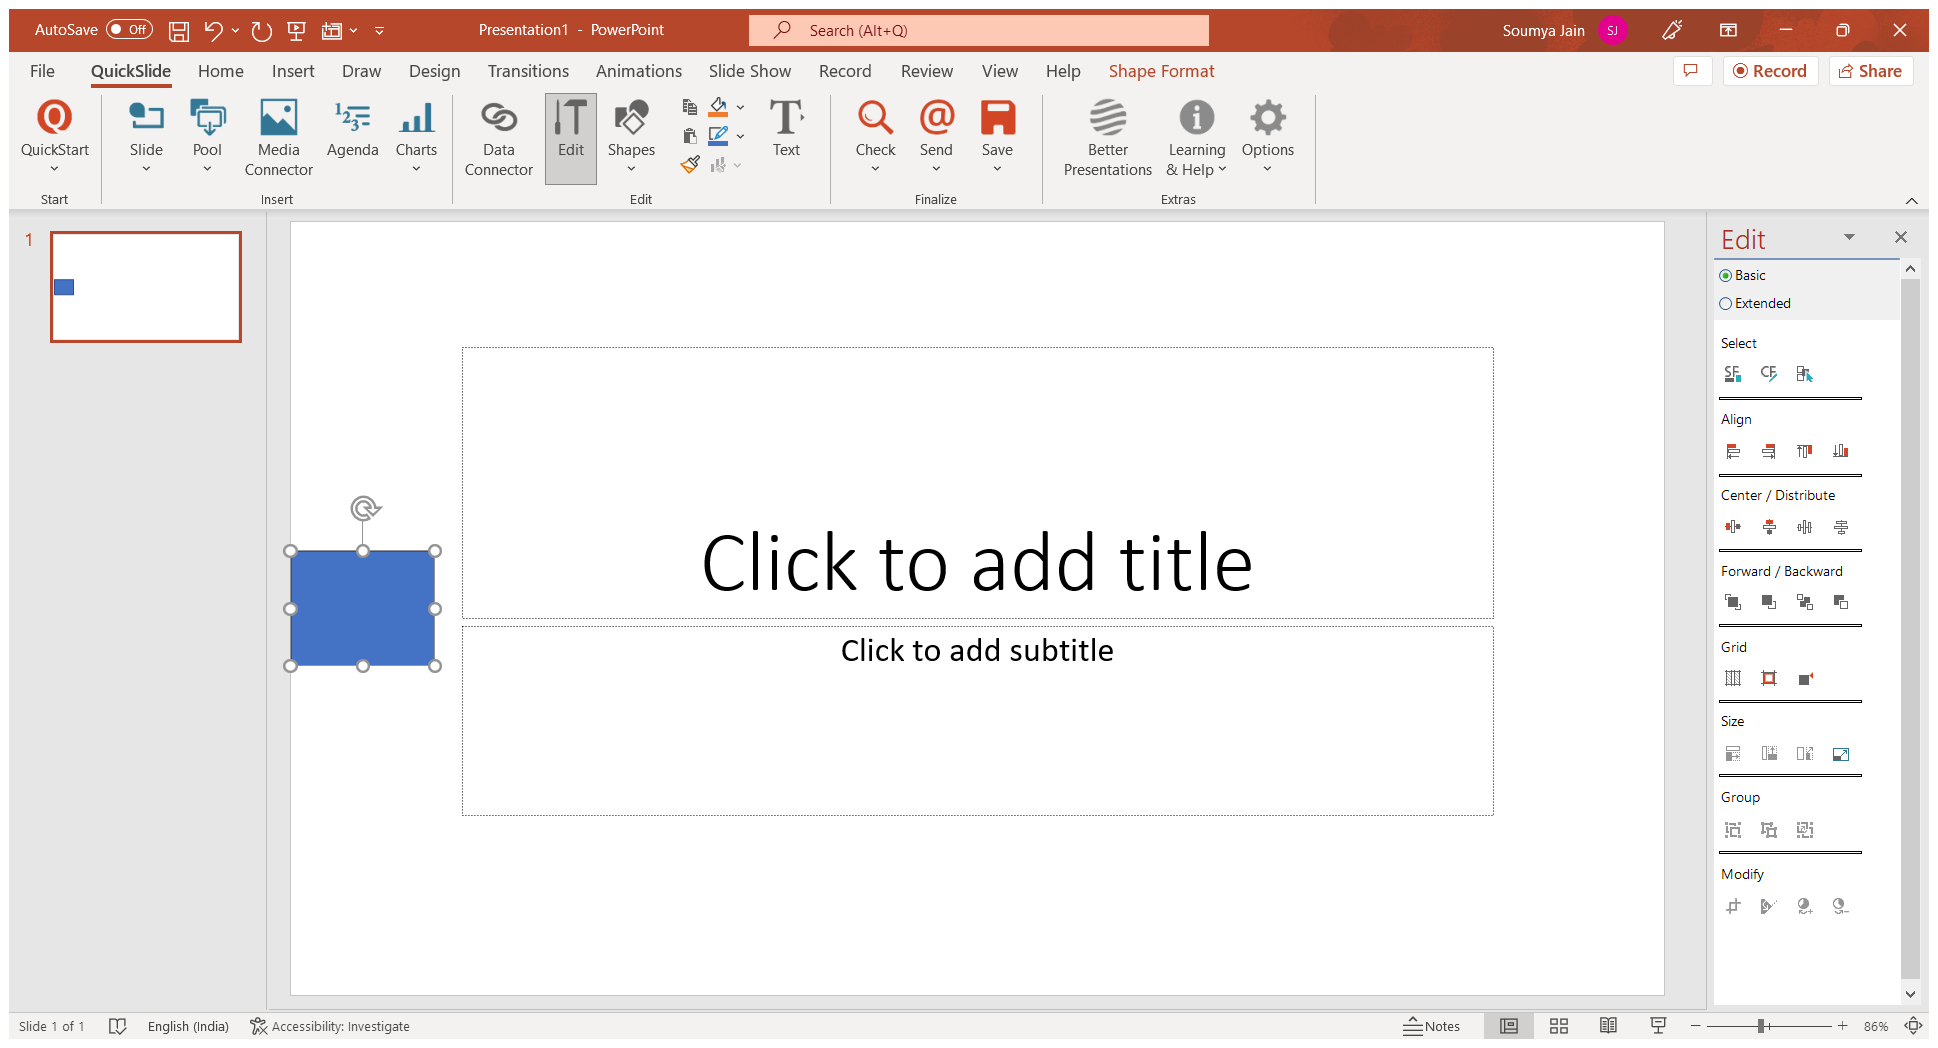 AutoSave Off Presentation1 - PowerPoint Search (Alt+Q) Soumya Jain SJ
File QuickSlide Home Insert Draw Design Transitions Animations Slide Show Record Review View Help Shape Format Record Share
QuickStart Slide Pool Media Connector Agenda Charts Data Connector Edit Shapes Text Check Send Save Better Presentations Learning & Help Options
Start Insert Edit Finalize Extras
1
Click to add title
Click to add subtitle
Edit
Basic
Extended
Select
SF CF
Align
Center / Distribute
Forward / Backward
Grid
Size
Group
Modify
Slide 1 of 1 English (India) Accessibility: Investigate Notes 86%